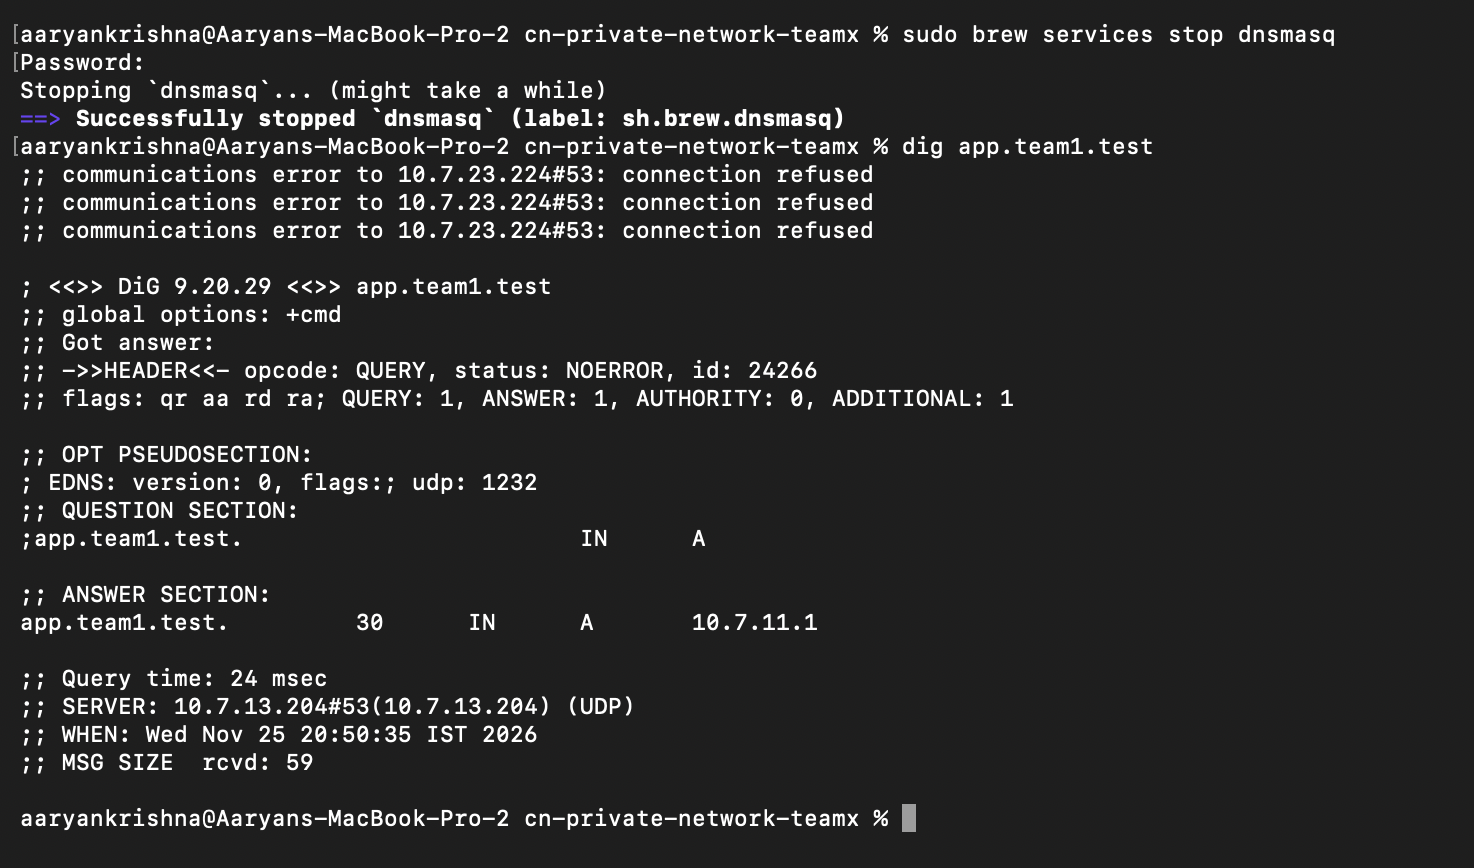 [aaryankrishna@Aaryans-MacBook-Pro-2 cn-private-network-teamx % sudo brew services stop dnsmasq
[Password:
Stopping `dnsmasq`... (might take a while)
==> Successfully stopped `dnsmasq` (label: sh.brew.dnsmasq)
[aaryankrishna@Aaryans-MacBook-Pro-2 cn-private-network-teamx % dig app.team1.test
;; communications error to 10.7.23.224#53: connection refused
;; communications error to 10.7.23.224#53: connection refused
;; communications error to 10.7.23.224#53: connection refused

; <<>> DiG 9.20.29 <<>> app.team1.test
;; global options: +cmd
;; Got answer:
;; ->>HEADER<<- opcode: QUERY, status: NOERROR, id: 24266
;; flags: qr aa rd ra; QUERY: 1, ANSWER: 1, AUTHORITY: 0, ADDITIONAL: 1

;; OPT PSEUDOSECTION:
; EDNS: version: 0, flags:; udp: 1232
;; QUESTION SECTION:
;app.team1.test.                        IN      A

;; ANSWER SECTION:
app.team1.test.         30      IN      A       10.7.11.1

;; Query time: 24 msec
;; SERVER: 10.7.13.204#53(10.7.13.204) (UDP)
;; WHEN: Wed Nov 25 20:50:35 IST 2026
;; MSG SIZE  rcvd: 59

aaryankrishna@Aaryans-MacBook-Pro-2 cn-private-network-teamx %